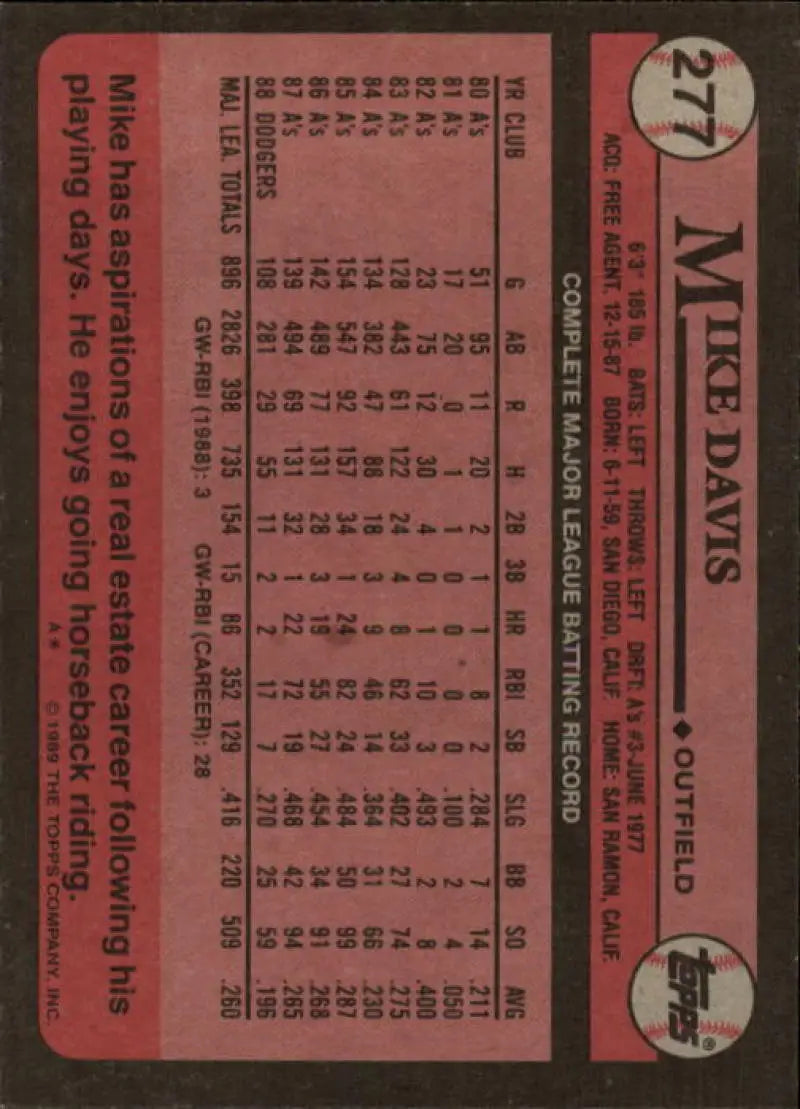 277
MIKE DAVIS ◆ OUTFIELD
topps®
6'3" 185 lb. BATS: LEFT THROWS: LEFT DRFT: A's #3-JUNE 1977
ACQ: FREE AGENT, 12-15-87 BORN: 6-11-59, SAN DIEGO, CALIF. HOME: SAN RAMON, CALIF.
COMPLETE MAJOR LEAGUE BATTING RECORD
YR CLUB G AB R H 2B 3B HR RBI SB SLG BB SO AVG
80 A's 51 95 11 20 2 1 1 8 2 .284 7 14 .211
81 A's 17 20 0 1 1 0 0 0 0 .100 2 4 .050
82 A's 23 75 12 30 4 0 1 10 3 .493 2 8 .400
83 A's 128 443 61 122 24 4 8 62 33 .402 27 74 .275
84 A's 134 382 47 88 18 3 9 46 14 .364 31 66 .230
85 A's 154 547 92 157 34 1 24 82 24 .484 50 99 .287
86 A's 142 489 77 131 28 3 19 55 27 .454 34 91 .268
87 A's 139 494 69 131 32 1 22 72 19 .468 42 94 .265
88 DODGERS 108 281 29 55 11 2 2 17 7 .270 25 59 .196
MAJ. LEA. TOTALS 896 2826 398 735 154 15 86 352 129 .416 220 509 .260
GW-RBI (1988): 3 GW-RBI (CAREER): 28
Mike has aspirations of a real estate career following his
playing days. He enjoys going horseback riding.
A* © 1989 THE TOPPS COMPANY, INC.